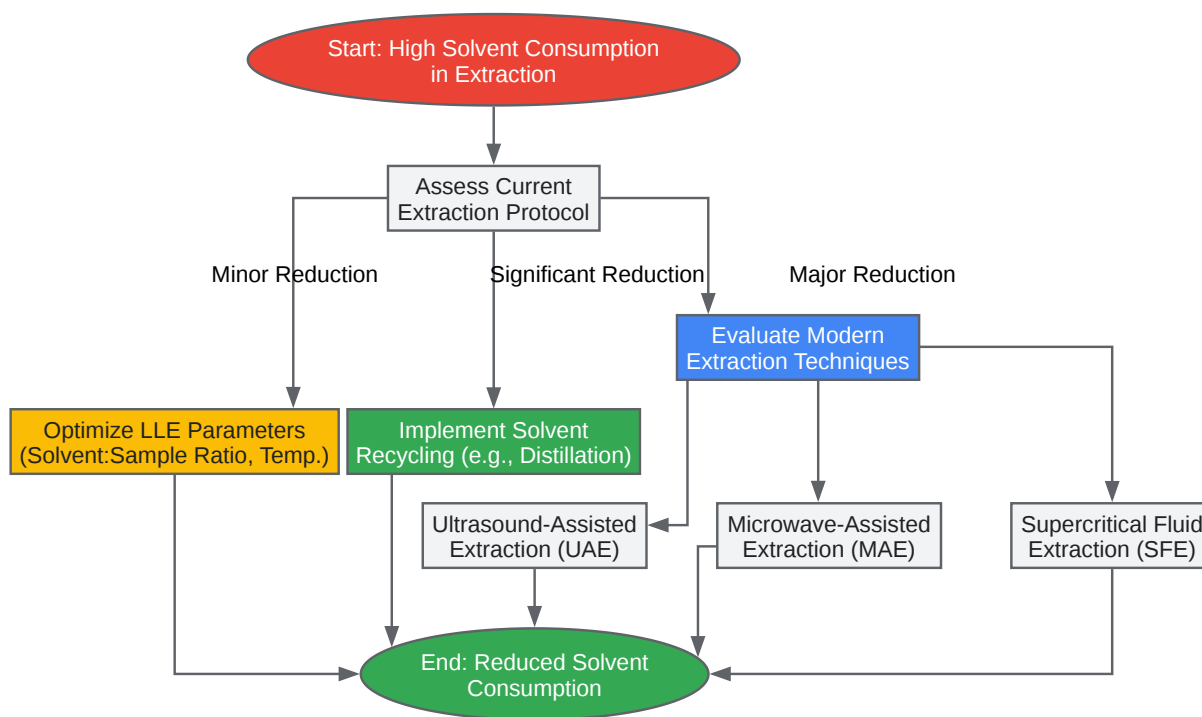 Start: High Solvent Consumption
in Extraction
Assess Current
Extraction Protocol
Minor Reduction
Significant Reduction
Major Reduction
Evaluate Modern
Extraction Techniques
Optimize LLE Parameters
(Solvent:Sample Ratio, Temp.)
Implement Solvent
Recycling (e.g., Distillation)
Ultrasound-Assisted
Extraction (UAE)
Microwave-Assisted
Extraction (MAE)
Supercritical Fluid
Extraction (SFE)
End: Reduced Solvent
Consumption